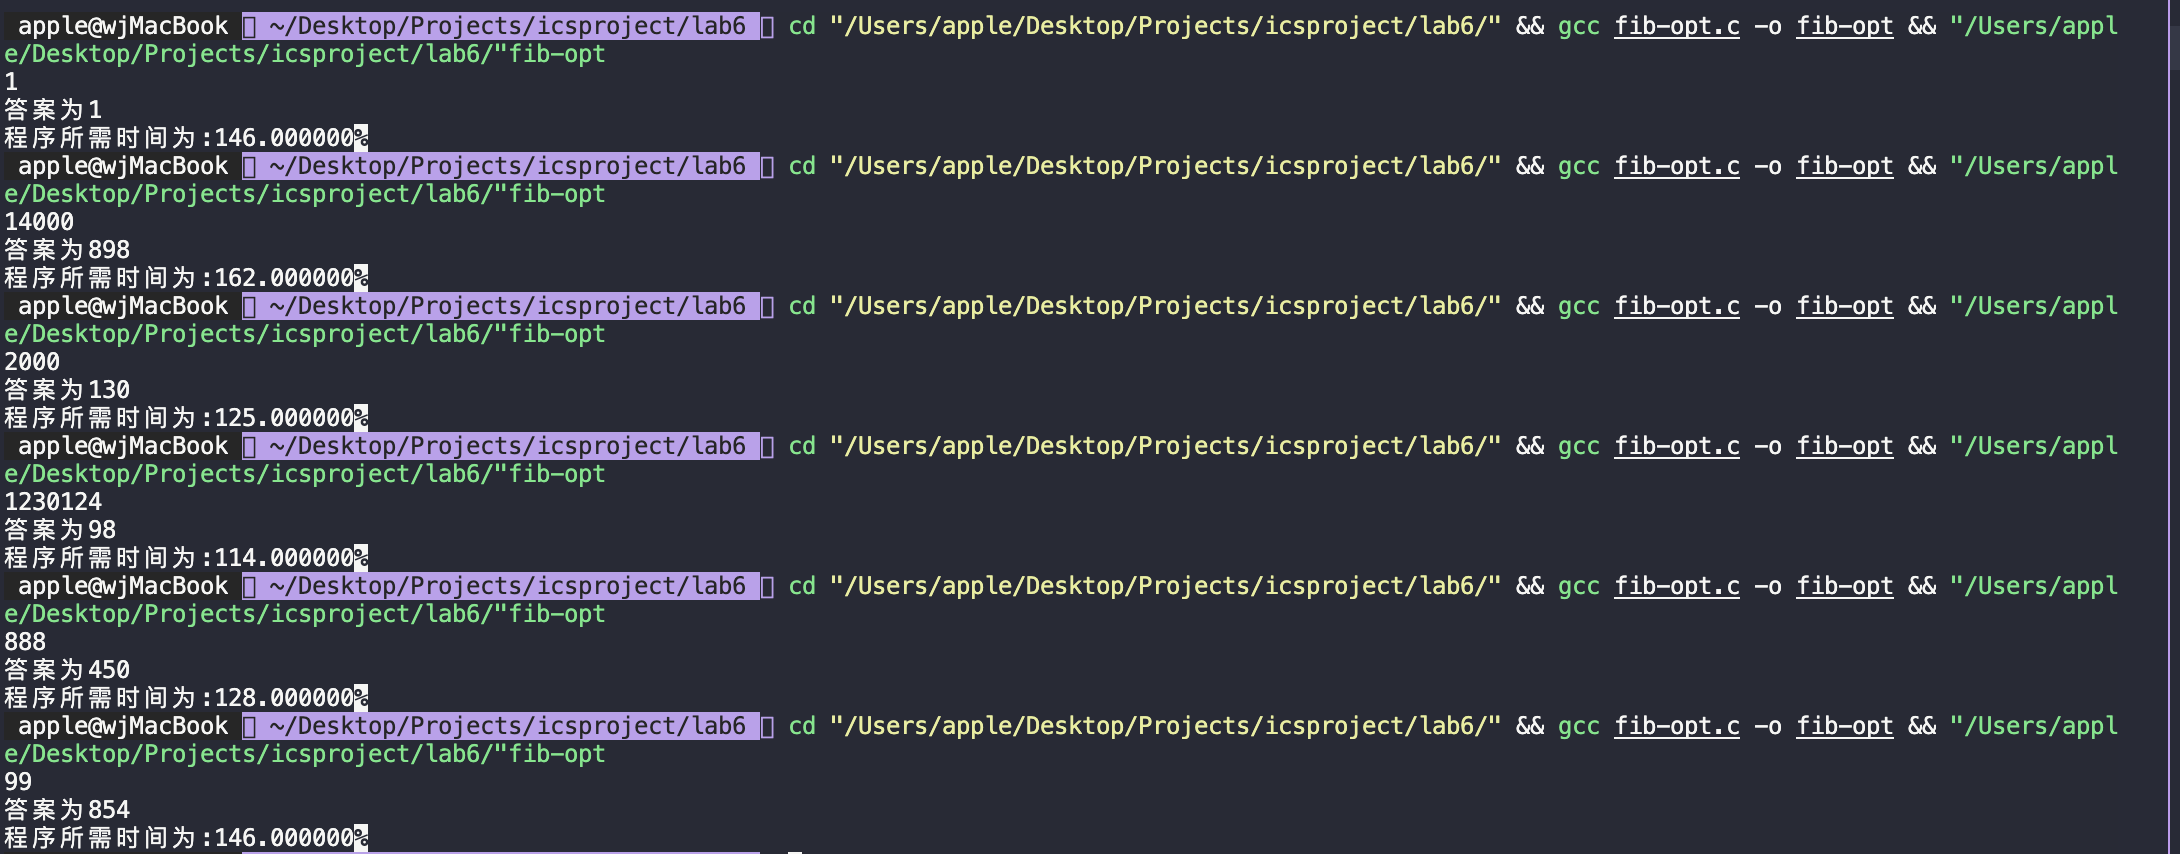 apple@wjMacBook ~/Desktop/Projects/icsproject/lab6 cd "/Users/apple/Desktop/Projects/icsproject/lab6/" && gcc fib-opt.c -o fib-opt && "/Users/appl
e/Desktop/Projects/icsproject/lab6/"fib-opt
1
答案为1
程序所需时间为:146.000000%
apple@wjMacBook ~/Desktop/Projects/icsproject/lab6 cd "/Users/apple/Desktop/Projects/icsproject/lab6/" && gcc fib-opt.c -o fib-opt && "/Users/appl
e/Desktop/Projects/icsproject/lab6/"fib-opt
14000
答案为898
程序所需时间为:162.000000%
apple@wjMacBook ~/Desktop/Projects/icsproject/lab6 cd "/Users/apple/Desktop/Projects/icsproject/lab6/" && gcc fib-opt.c -o fib-opt && "/Users/appl
e/Desktop/Projects/icsproject/lab6/"fib-opt
2000
答案为130
程序所需时间为:125.000000%
apple@wjMacBook ~/Desktop/Projects/icsproject/lab6 cd "/Users/apple/Desktop/Projects/icsproject/lab6/" && gcc fib-opt.c -o fib-opt && "/Users/appl
e/Desktop/Projects/icsproject/lab6/"fib-opt
1230124
答案为98
程序所需时间为:114.000000%
apple@wjMacBook ~/Desktop/Projects/icsproject/lab6 cd "/Users/apple/Desktop/Projects/icsproject/lab6/" && gcc fib-opt.c -o fib-opt && "/Users/appl
e/Desktop/Projects/icsproject/lab6/"fib-opt
888
答案为450
程序所需时间为:128.000000%
apple@wjMacBook ~/Desktop/Projects/icsproject/lab6 cd "/Users/apple/Desktop/Projects/icsproject/lab6/" && gcc fib-opt.c -o fib-opt && "/Users/appl
e/Desktop/Projects/icsproject/lab6/"fib-opt
99
答案为854
程序所需时间为:146.000000%